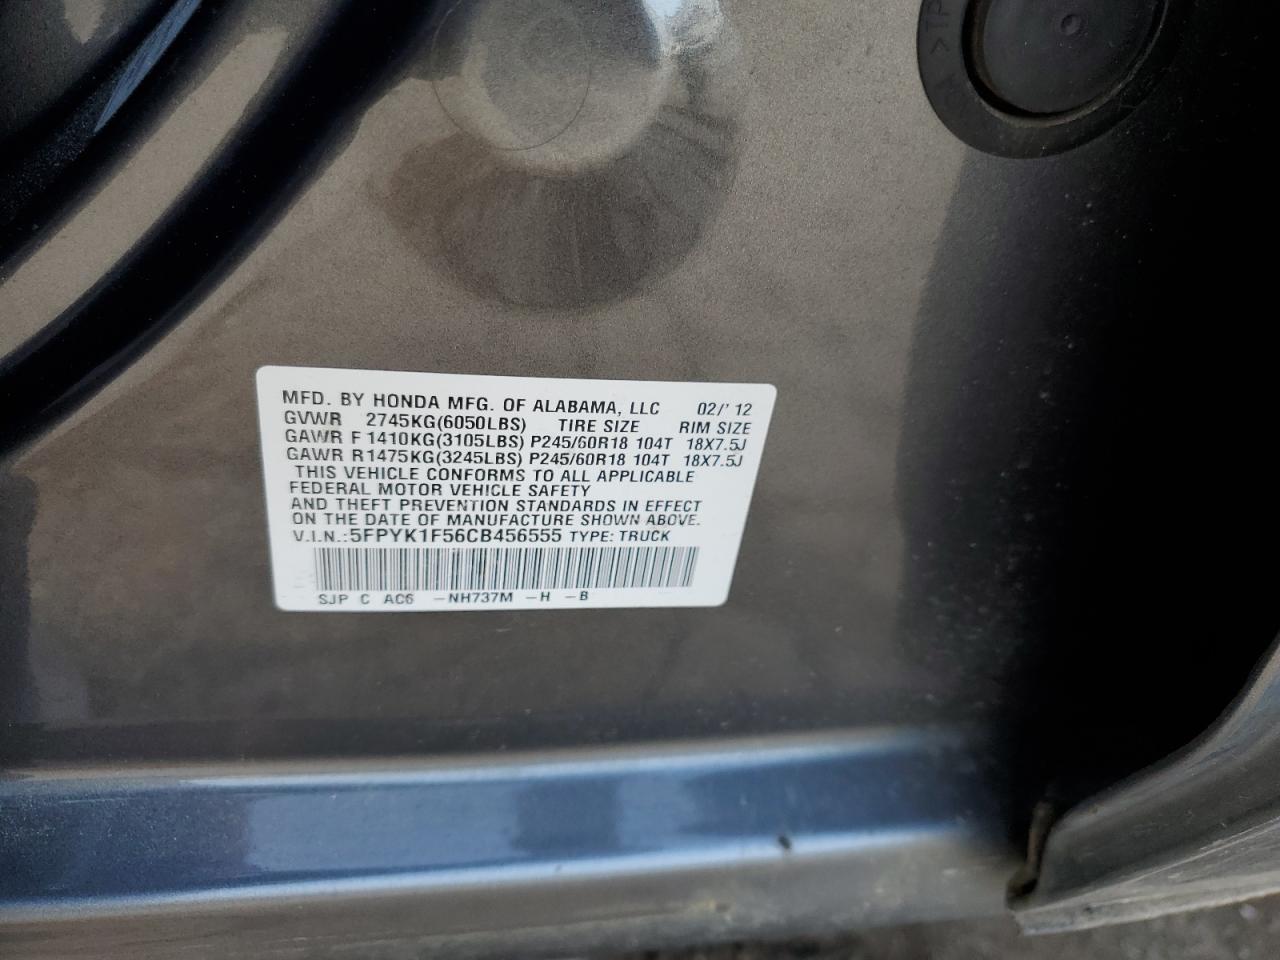 >TP
MFD. BY HONDA MFG. OF ALABAMA, LLC 02/'12
GVWR 2745KG(6050LBS) TIRE SIZE RIM SIZE
GAWR F 1410KG(3105LBS) P245/60R18 104T 18X7.5J
GAWR R1475KG(3245LBS) P245/60R18 104T 18X7.5J
THIS VEHICLE CONFORMS TO ALL APPLICABLE
FEDERAL MOTOR VEHICLE SAFETY
AND THEFT PREVENTION STANDARDS IN EFFECT
ON THE DATE OF MANUFACTURE SHOWN ABOVE.
V.I.N.:5FPYK1F56CB456555 TYPE: TRUCK
SJP C AC6 -NH737M -H -B